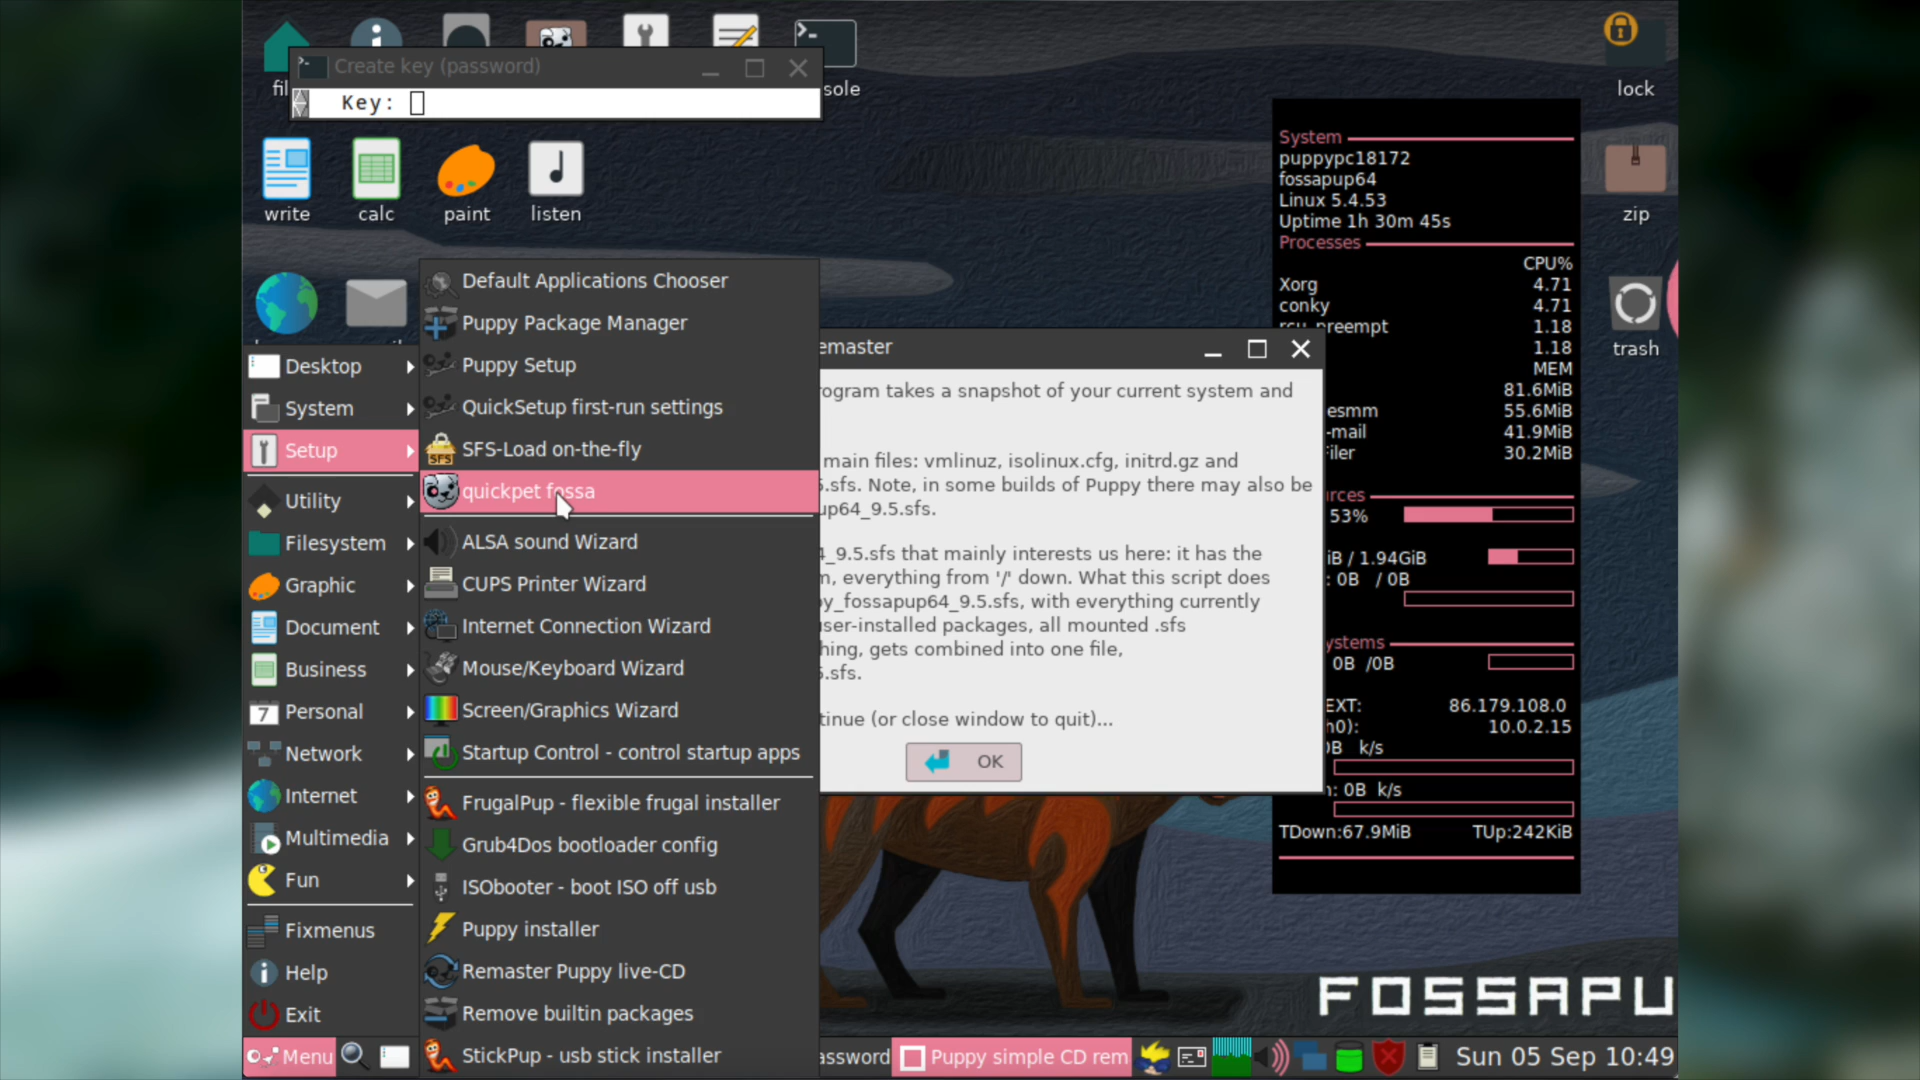 Create key (password)
Key:
sole
lock
write
calc
paint
listen
zip
trash
System
puppypc18172
fossapup64
Linux 5.4.53
Uptime 1h 30m 45s
Processes
CPU%
Xorg 4.71
conky 4.71
rcu_preempt 1.18
1.18
MEM
81.6MiB
esmm 55.6MiB
-mail 41.9MiB
iler 30.2MiB
rces
53%
iB / 1.94GiB
: 0B / 0B
ystems
0B /0B
EXT: 86.179.108.0
h0): 10.0.2.15
0B k/s
n: 0B k/s
TDown:67.9MiB TUp:242KiB
Desktop
System
Setup
Utility
Filesystem
Graphic
Document
Business
Personal
Network
Internet
Multimedia
Fun
Fixmenus
Help
Exit
Default Applications Chooser
Puppy Package Manager
Puppy Setup
QuickSetup first-run settings
SFS-Load on-the-fly
quickpet fossa
ALSA sound Wizard
CUPS Printer Wizard
Internet Connection Wizard
Mouse/Keyboard Wizard
Screen/Graphics Wizard
Startup Control - control startup apps
FrugalPup - flexible frugal installer
Grub4Dos bootloader config
ISObooter - boot ISO off usb
Puppy installer
Remaster Puppy live-CD
Remove builtin packages
StickPup - usb stick installer
emaster
rogram takes a snapshot of your current system and
main files: vmlinuz, isolinux.cfg, initrd.gz and
5.sfs. Note, in some builds of Puppy there may also be
up64_9.5.sfs.
4_9.5.sfs that mainly interests us here: it has the
m, everything from '/' down. What this script does
py_fossapup64_9.5.sfs, with everything currently
user-installed packages, all mounted .sfs
hing, gets combined into one file,
5.sfs.
tinue (or close window to quit)...
OK
FOSSAPU
Menu
assword
Puppy simple CD rem
Sun 05 Sep 10:49